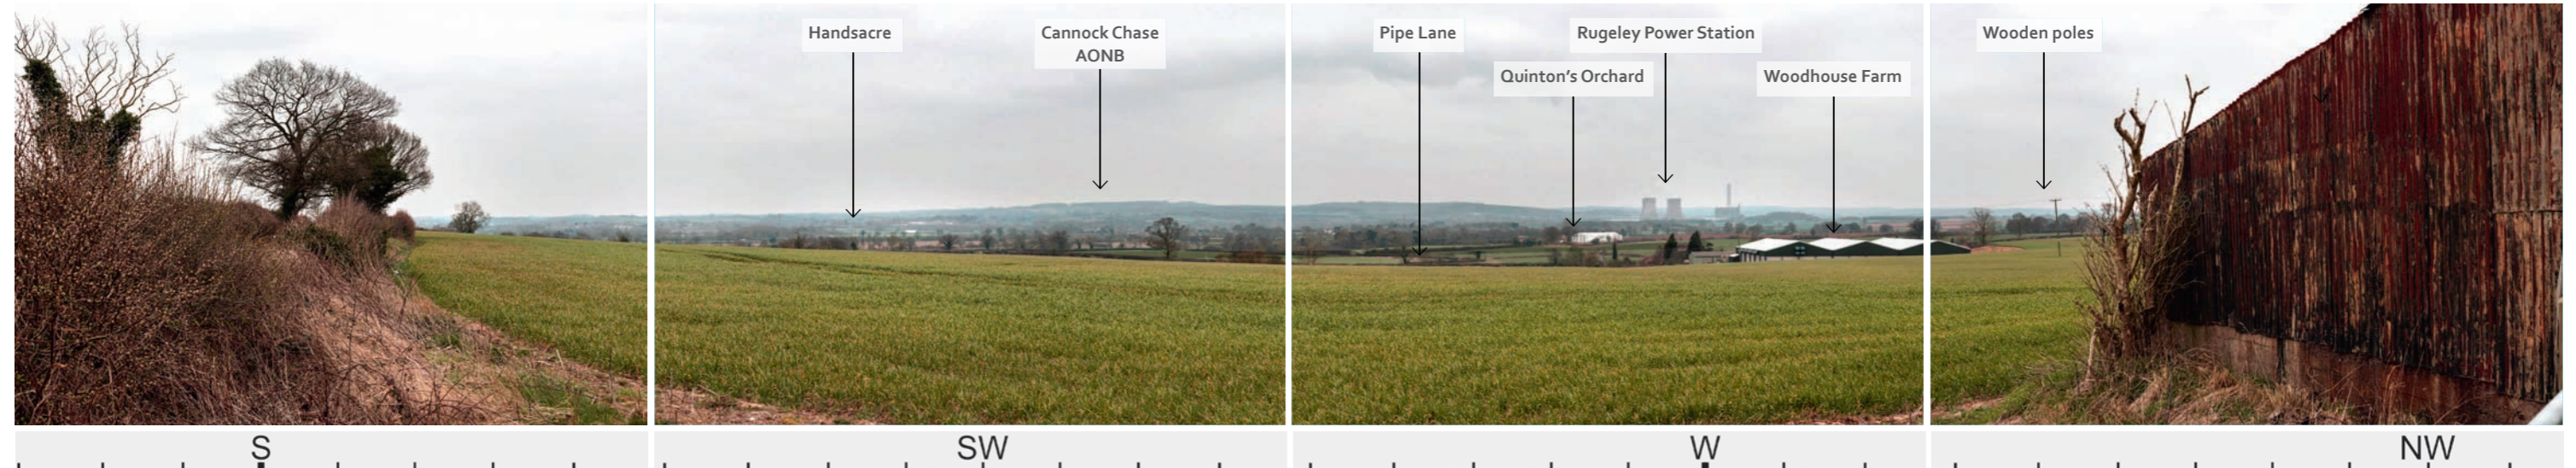 Handsacre
Cannock Chase
AONB
Pipe Lane
Rugeley Power Station
Quinton's Orchard
Woodhouse Farm
Wooden poles
S
SW
W
NW